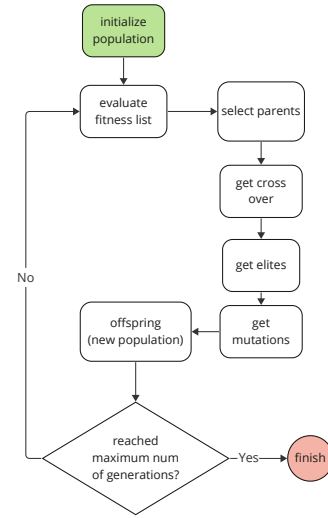 initialize
population
evaluate
fitness list
select parents
get cross
over
get elites
get
mutations
offspring
(new population)
No
reached
maximum num
of generations?
Yes
finish